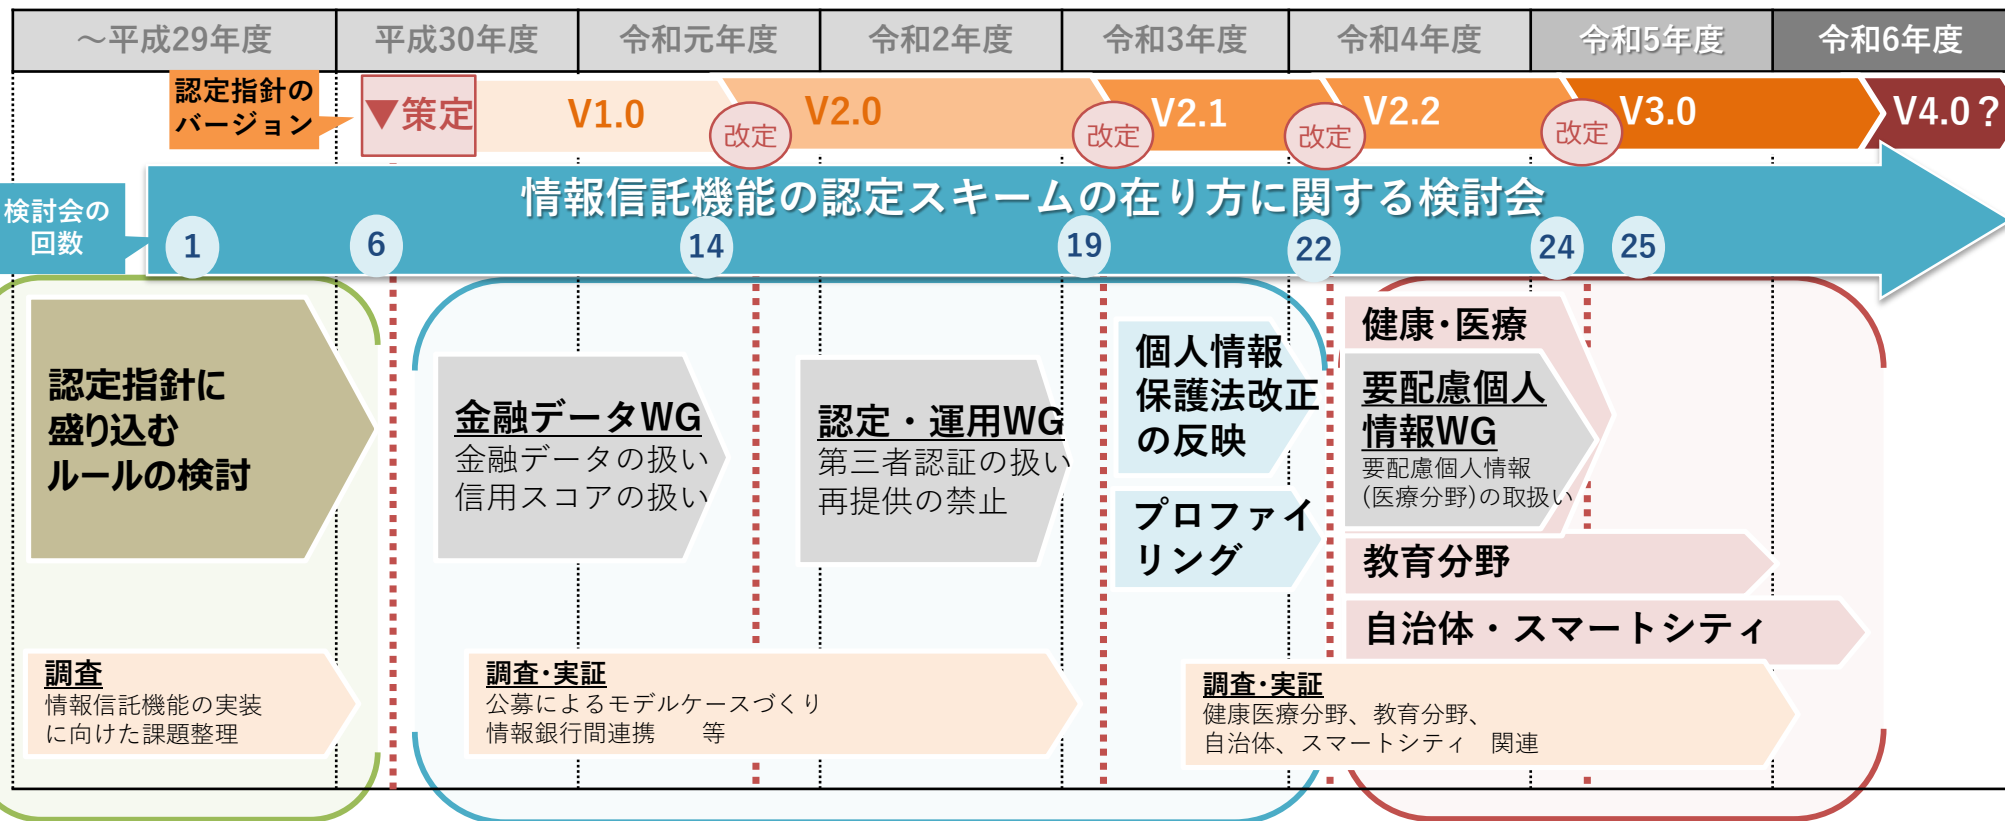 ～平成29年度
平成30年度
令和元年度
令和2年度
令和3年度
令和4年度
令和5年度
令和6年度
認定指針の
バージョン
▼策定
V1.0
改定
V2.0
改定
V2.1
改定
V2.2
改定
V3.0
V4.0？
情報信託機能の認定スキームの在り方に関する検討会
検討会の
回数
1
6
14
19
22
24
25
認定指針に
盛り込む
ルールの検討
金融データWG
金融データの扱い
信用スコアの扱い
認定・運用WG
第三者認証の扱い
再提供の禁止
個人情報
保護法改正
の反映
プロファイ
リング
健康･医療
要配慮個人
情報WG
要配慮個人情報
(医療分野)の取扱い
教育分野
自治体・スマートシティ
調査
情報信託機能の実装
に向けた課題整理
調査･実証
公募によるモデルケースづくり
情報銀行間連携　　等
調査･実証
健康医療分野、教育分野、
自治体、スマートシティ　関連